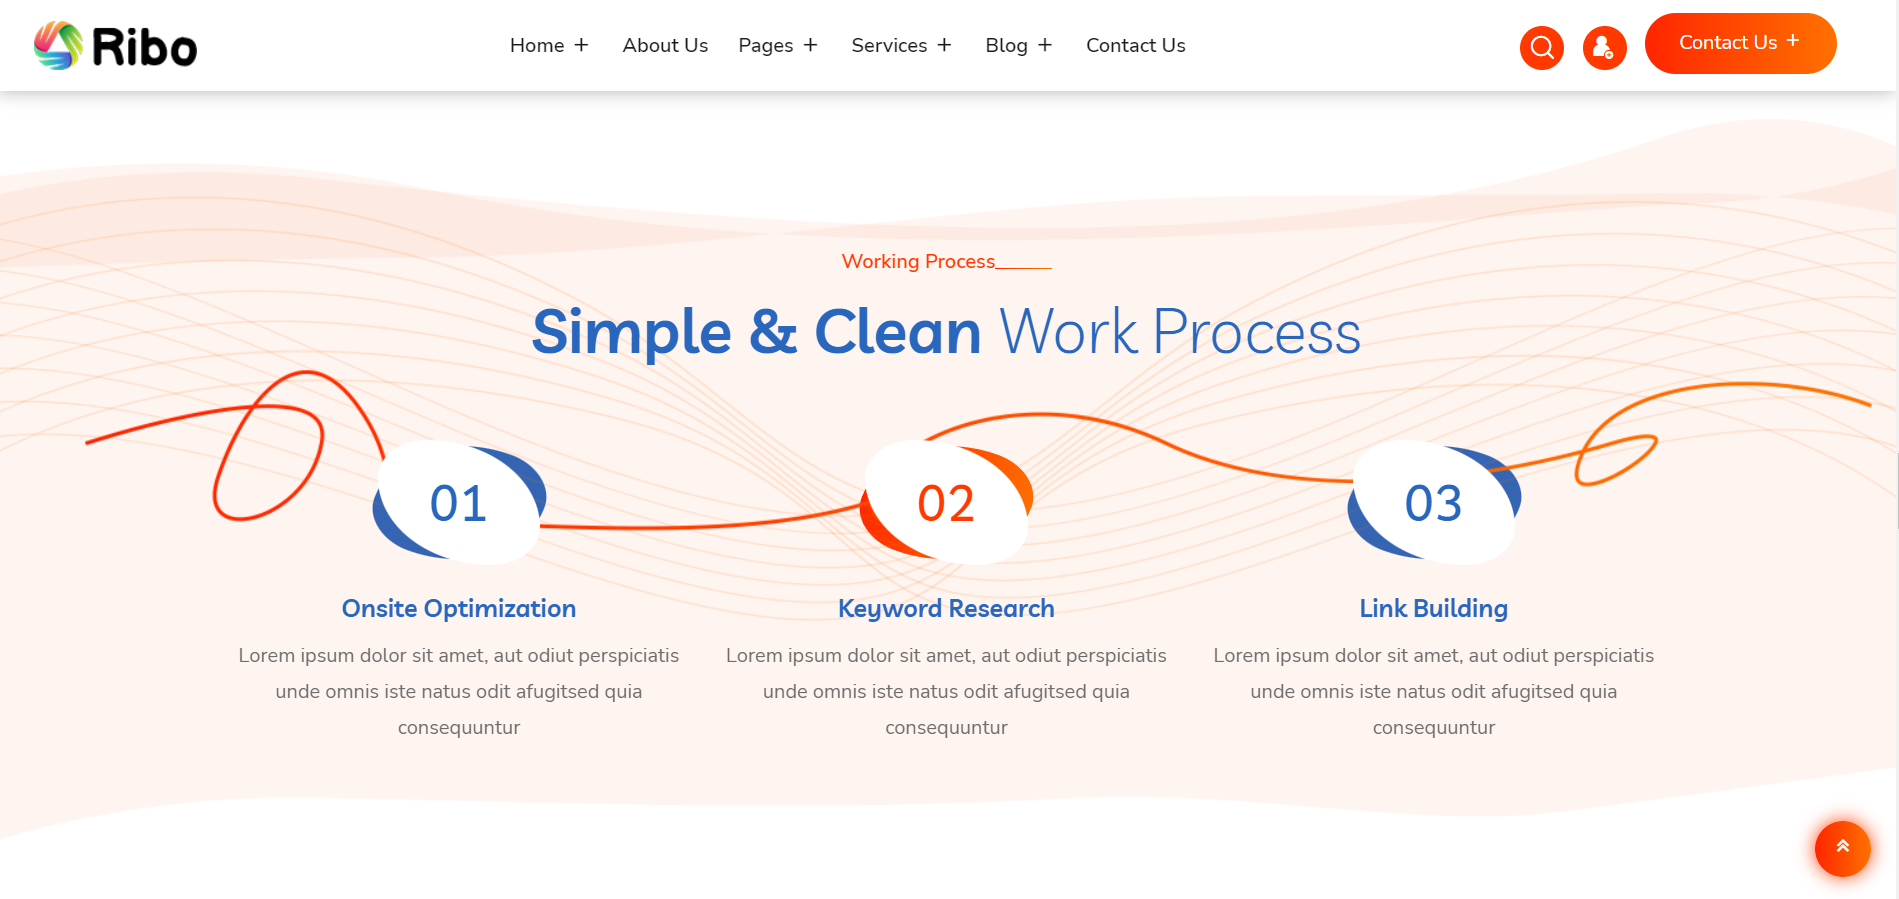 Ribo
Home + About Us Pages + Services + Blog + Contact Us
Contact Us +
Working Process
Simple & Clean Work Process
01 02 03
Onsite Optimization
Lorem ipsum dolor sit amet, aut odiut perspiciatis
unde omnis iste natus odit afugitsed quia
consequuntur
Keyword Research
Lorem ipsum dolor sit amet, aut odiut perspiciatis
unde omnis iste natus odit afugitsed quia
consequuntur
Link Building
Lorem ipsum dolor sit amet, aut odiut perspiciatis
unde omnis iste natus odit afugitsed quia
consequuntur